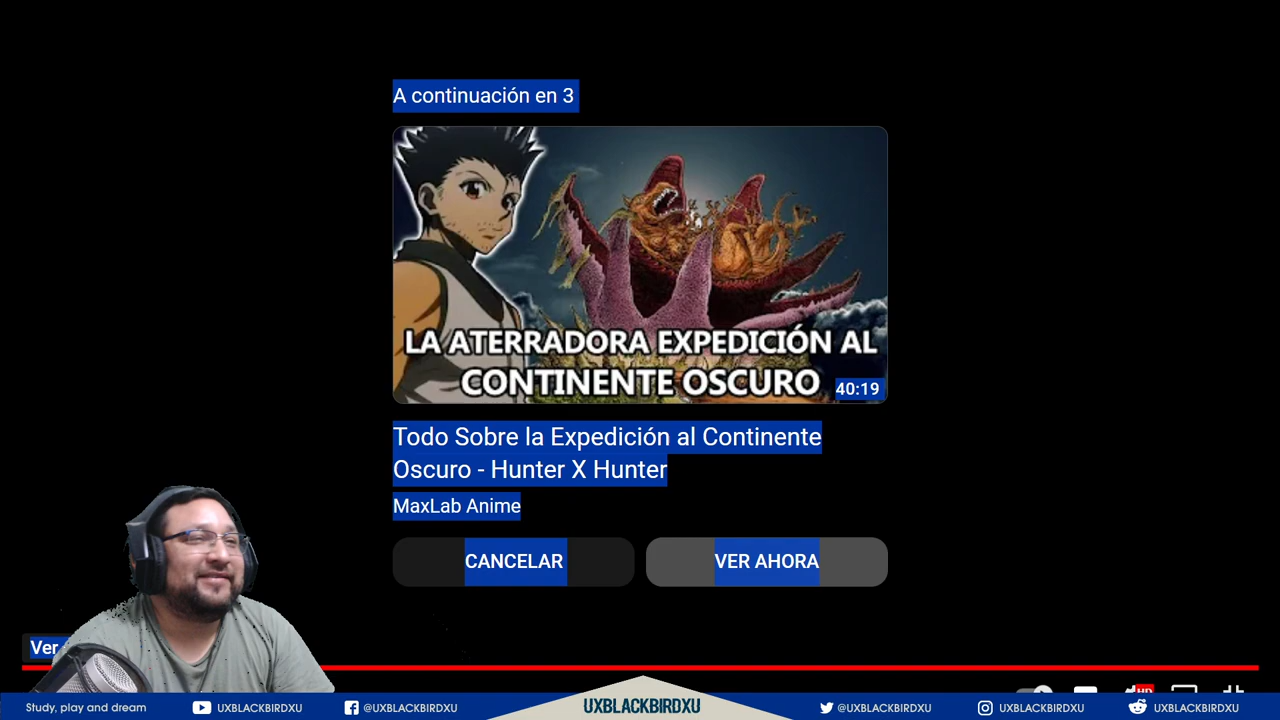 A continuación en 3
LA ATERRADORA EXPEDICIÓN AL
CONTINENTE OSCURO
40:19
Todo Sobre la Expedición al Continente
Oscuro - Hunter X Hunter
MaxLab Anime
CANCELAR
VER AHORA
Ver
HD
Study, play and dream
UXBLACKBIRDXU
@UXBLACKBIRDXU
UXBLACKBIRDXU
@UXBLACKBIRDXU
UXBLACKBIRDXU
UXBLACKBIRDXU